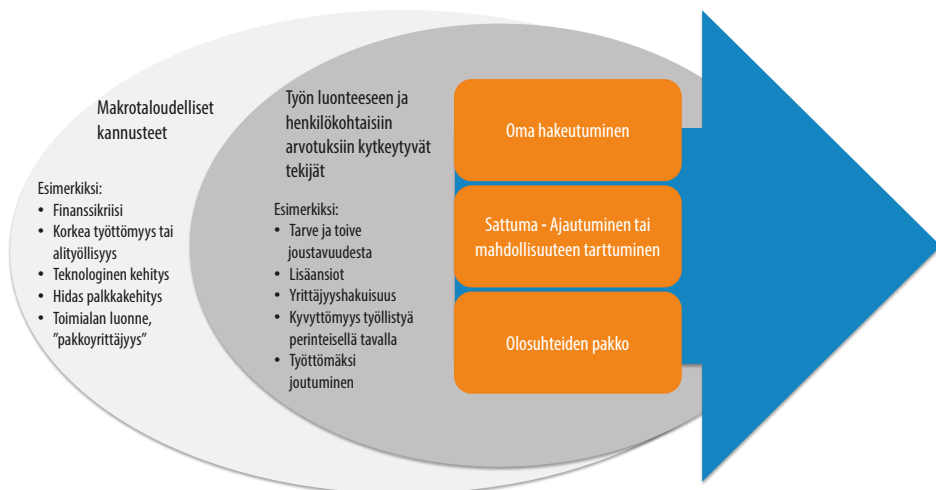 Makrotaloudelliset
kannusteet
Esimerkiksi:
• Finanssikriisi
• Korkea työttömyys tai
alityöllisyys
• Teknologinen kehitys
• Hidas palkkakehitys
• Toimialan luonne,
”pakkoyrittäjyys”
Työn luonteeseen ja
henkilökohtaisiin
arvotuksiin kytkeytyvät
tekijät
Esimerkiksi:
• Tarve ja toive
joustavuudesta
• Lisäansiot
• Yrittäjyyshakuisuus
• Kyvyttömyys työllistyä
perinteisellä tavalla
• Työttömäksi
joutuminen
Oma hakeutuminen
Sattuma - Ajautuminen tai
mahdollisuuteen tarttuminen
Olosuhteiden pakko